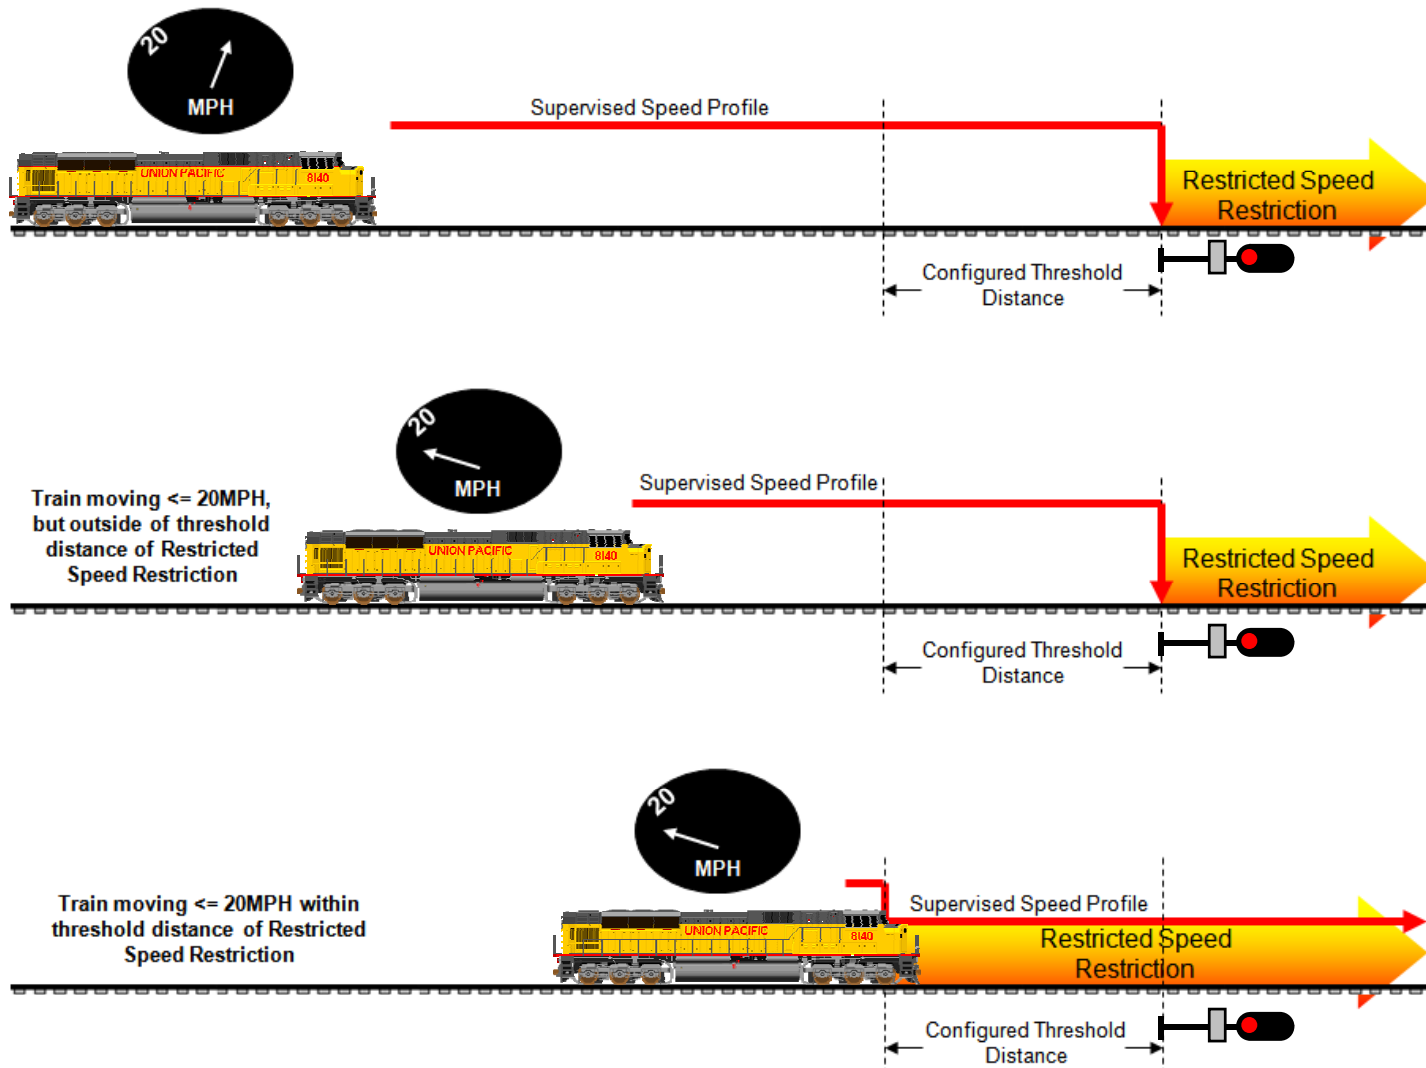 20
MPH
Supervised Speed Profile
UNION PACIFIC
8140
Restricted Speed
Restriction
Configured Threshold
Distance
20
MPH
Supervised Speed Profile
Train moving <= 20MPH,
but outside of threshold
distance of Restricted
Speed Restriction
UNION PACIFIC
8140
Restricted Speed
Restriction
Configured Threshold
Distance
20
MPH
Train moving <= 20MPH within
threshold distance of Restricted
Speed Restriction
Supervised Speed Profile
UNION PACIFIC
8140
Restricted Speed
Restriction
Configured Threshold
Distance